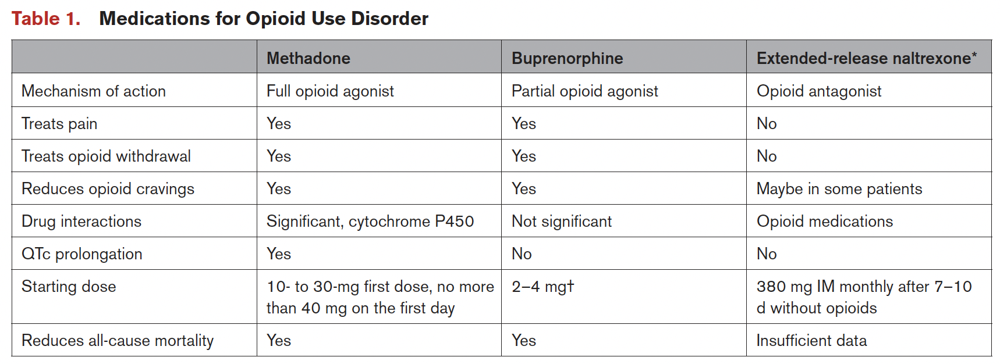 Table 1. Medications for Opioid Use Disorder
Methadone Buprenorphine Extended-release naltrexone*
Mechanism of action Full opioid agonist Partial opioid agonist Opioid antagonist
Treats pain Yes Yes No
Treats opioid withdrawal Yes Yes No
Reduces opioid cravings Yes Yes Maybe in some patients
Drug interactions Significant, cytochrome P450 Not significant Opioid medications
QTc prolongation Yes No No
Starting dose 10- to 30-mg first dose, no more 2–4 mg† 380 mg IM monthly after 7–10
than 40 mg on the first day d without opioids
Reduces all-cause mortality Yes Yes Insufficient data